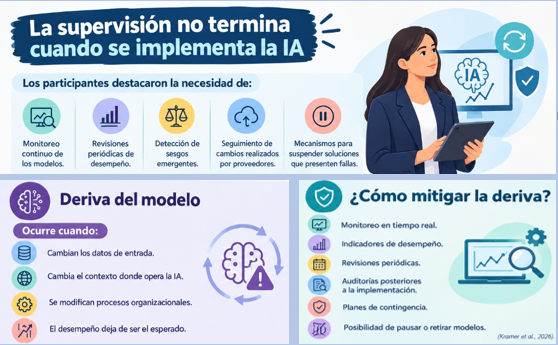 La supervisión no termina
cuando se implementa la IA
Los participantes destacaron la necesidad de:
Monitoreo
continuo de
los modelos.
Revisiones
periódicas de
desempeño.
Detección de
sesgos
emergentes.
Seguimiento de
cambios realizados
por proveedores.
Mecanismos para
suspender soluciones
que presenten fallas.
IA
Deriva del modelo
Ocurre cuando:
Cambian los datos de entrada.
Cambia el contexto donde opera la IA.
Se modifican procesos organizacionales.
El desempeño deja de ser el esperado.
¿Cómo mitigar la deriva?
Monitoreo en tiempo real.
Indicadores de desempeño.
Revisiones periódicas.
Auditorías posteriores
a la implementación.
Planes de contingencia.
Posibilidad de pausar o retirar modelos.
(Kramer et al., 2026)